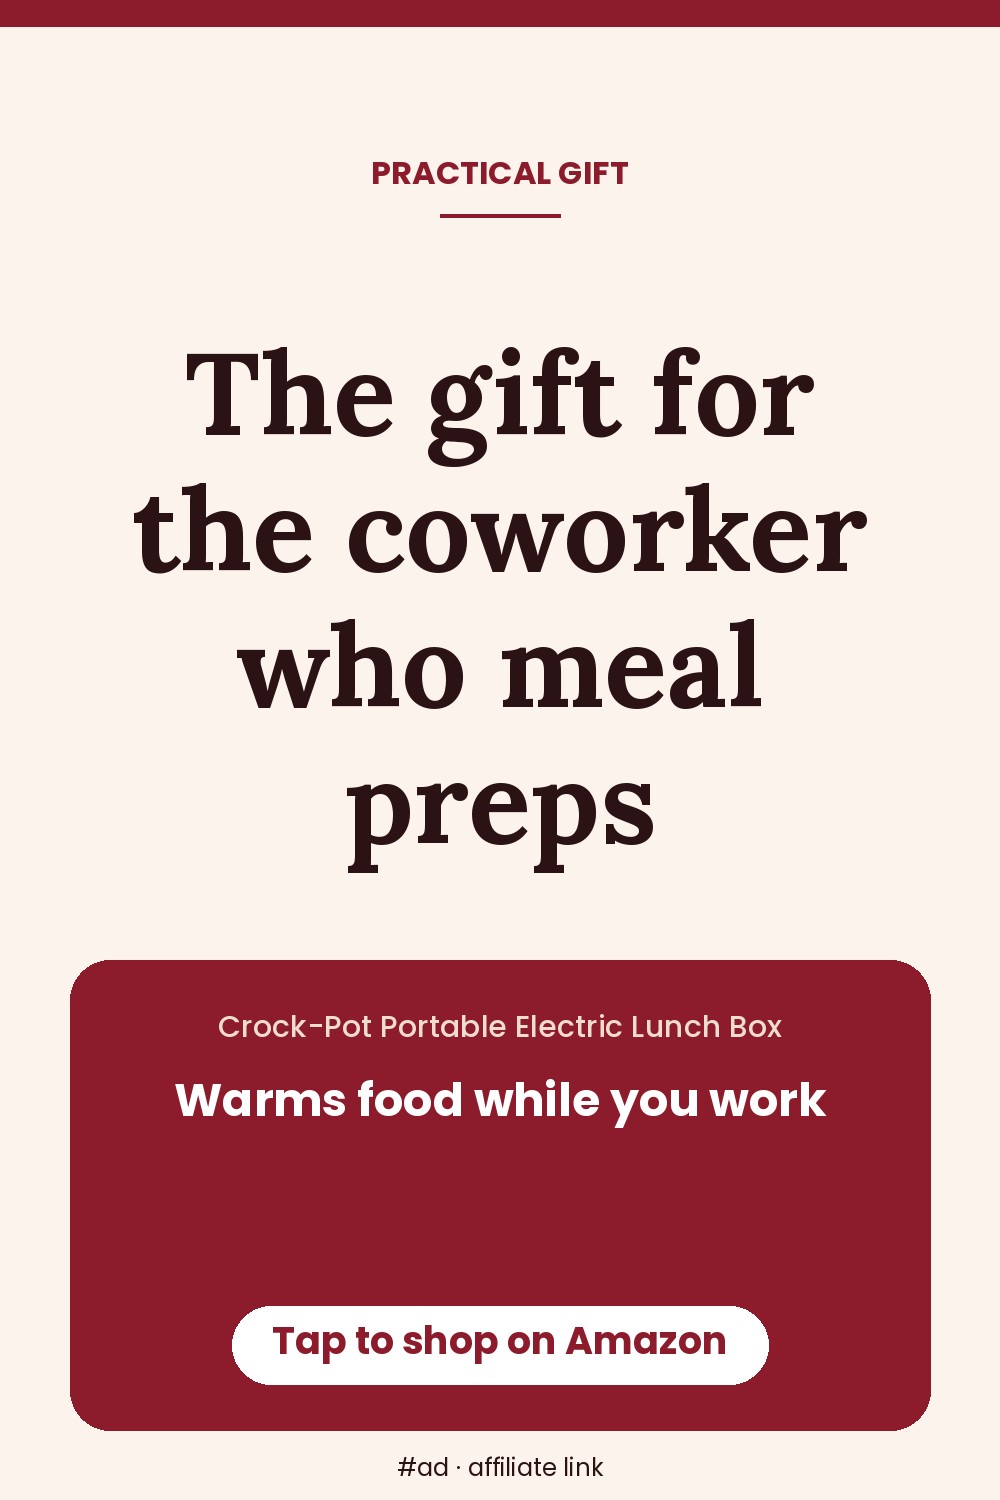 PRACTICAL GIFT
The gift for
the coworker
who meal
preps
Crock-Pot Portable Electric Lunch Box
Warms food while you work
Tap to shop on Amazon
#ad · affiliate link